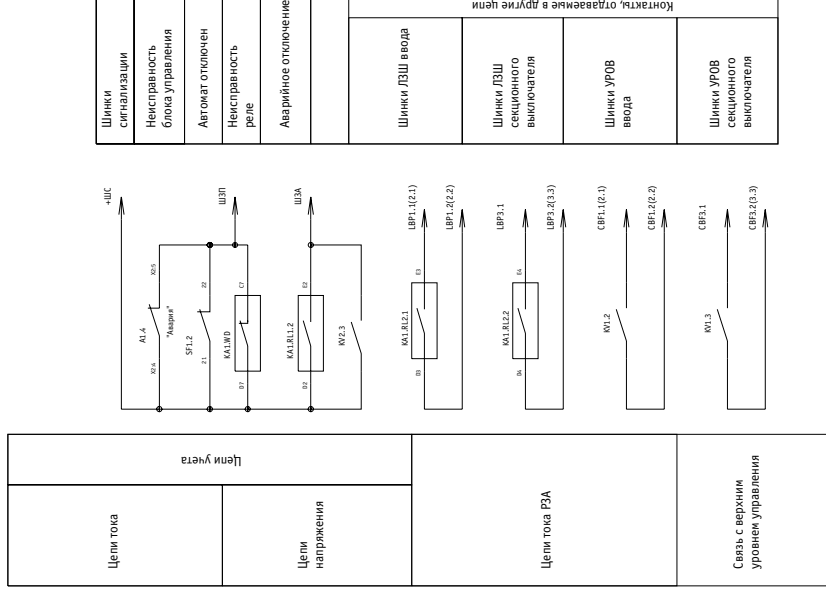 Контакты, отдаваемые в другие цепи
Шинки
сигнализации
Неисправность
блока управления
Автомат отключен
Неисправность
реле
Аварийное отключение
Шинки ЛЗШ ввода
Шинки ЛЗШ
секционного
выключателя
Шинки УРОВ
ввода
Шинки УРОВ
секционного
выключателя
+ШС
ШЗП
ШЗА
LBP1.1(2.1)
LBP1.2(2.2)
LBP3.1
LBP3.2(3.3)
CBF1.1(2.1)
CBF1.2(2.2)
CBF3.1
CBF3.2(3.3)
X2:5
A1.4
"Авария"
X2:4
22
SF1.2
21
C7
KA1.WD
D7
E2
KA1.RL1.2
D2
KV2.3
E3
KA1.RL2.1
D3
E4
KA1.RL2.2
D4
KV1.2
KV1.3
Цепи учета
Цепи тока
Цепи
напряжения
Цепи тока РЗА
Связь с верхним
уровнем управления